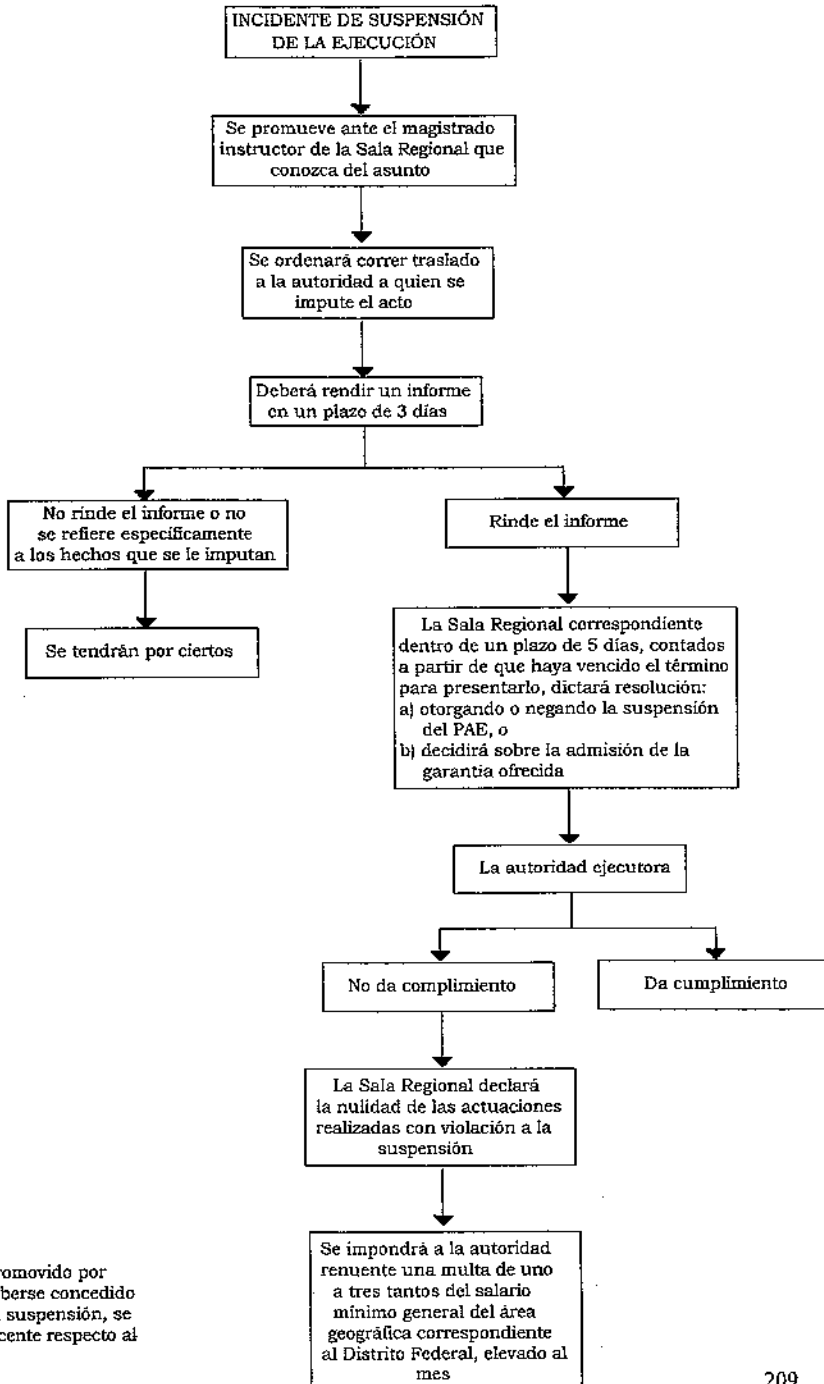 INCIDENTE DE SUSPENSIÓN
DE LA EJECUCIÓN
Se promueve ante el magistrado
instructor de la Sala Regional que
conozca del asunto
Se ordenará correr traslado
a la autoridad a quien se
impute el acto
Deberá rendir un informe
en un plazo de 3 días
No rinde el informe o no
se refiere específicamente
a los hechos que se le imputan
Se tendrán por ciertos
Rinde el informe
La Sala Regional correspondiente
dentro de un plazo de 5 días, contados
a partir de que haya vencido el término
para presentarlo, dictará resolución:
a) otorgando o negando la suspensión
del PAE, o
b) decidirá sobre la admisión de la
garantía ofrecida
La autoridad ejecutora
No da complimiento
Da cumplimiento
La Sala Regional declará
la nulidad de las actuaciones
realizadas con violación a la
suspensión
Se impondrá a la autoridad
renuente una multa de uno
a tres tantos del salario
mínimo general del área
geográfica correspondiente
al Distrito Federal, elevado al
mes
romovido por
berse concedido
suspensión, se
cente respecto al
209